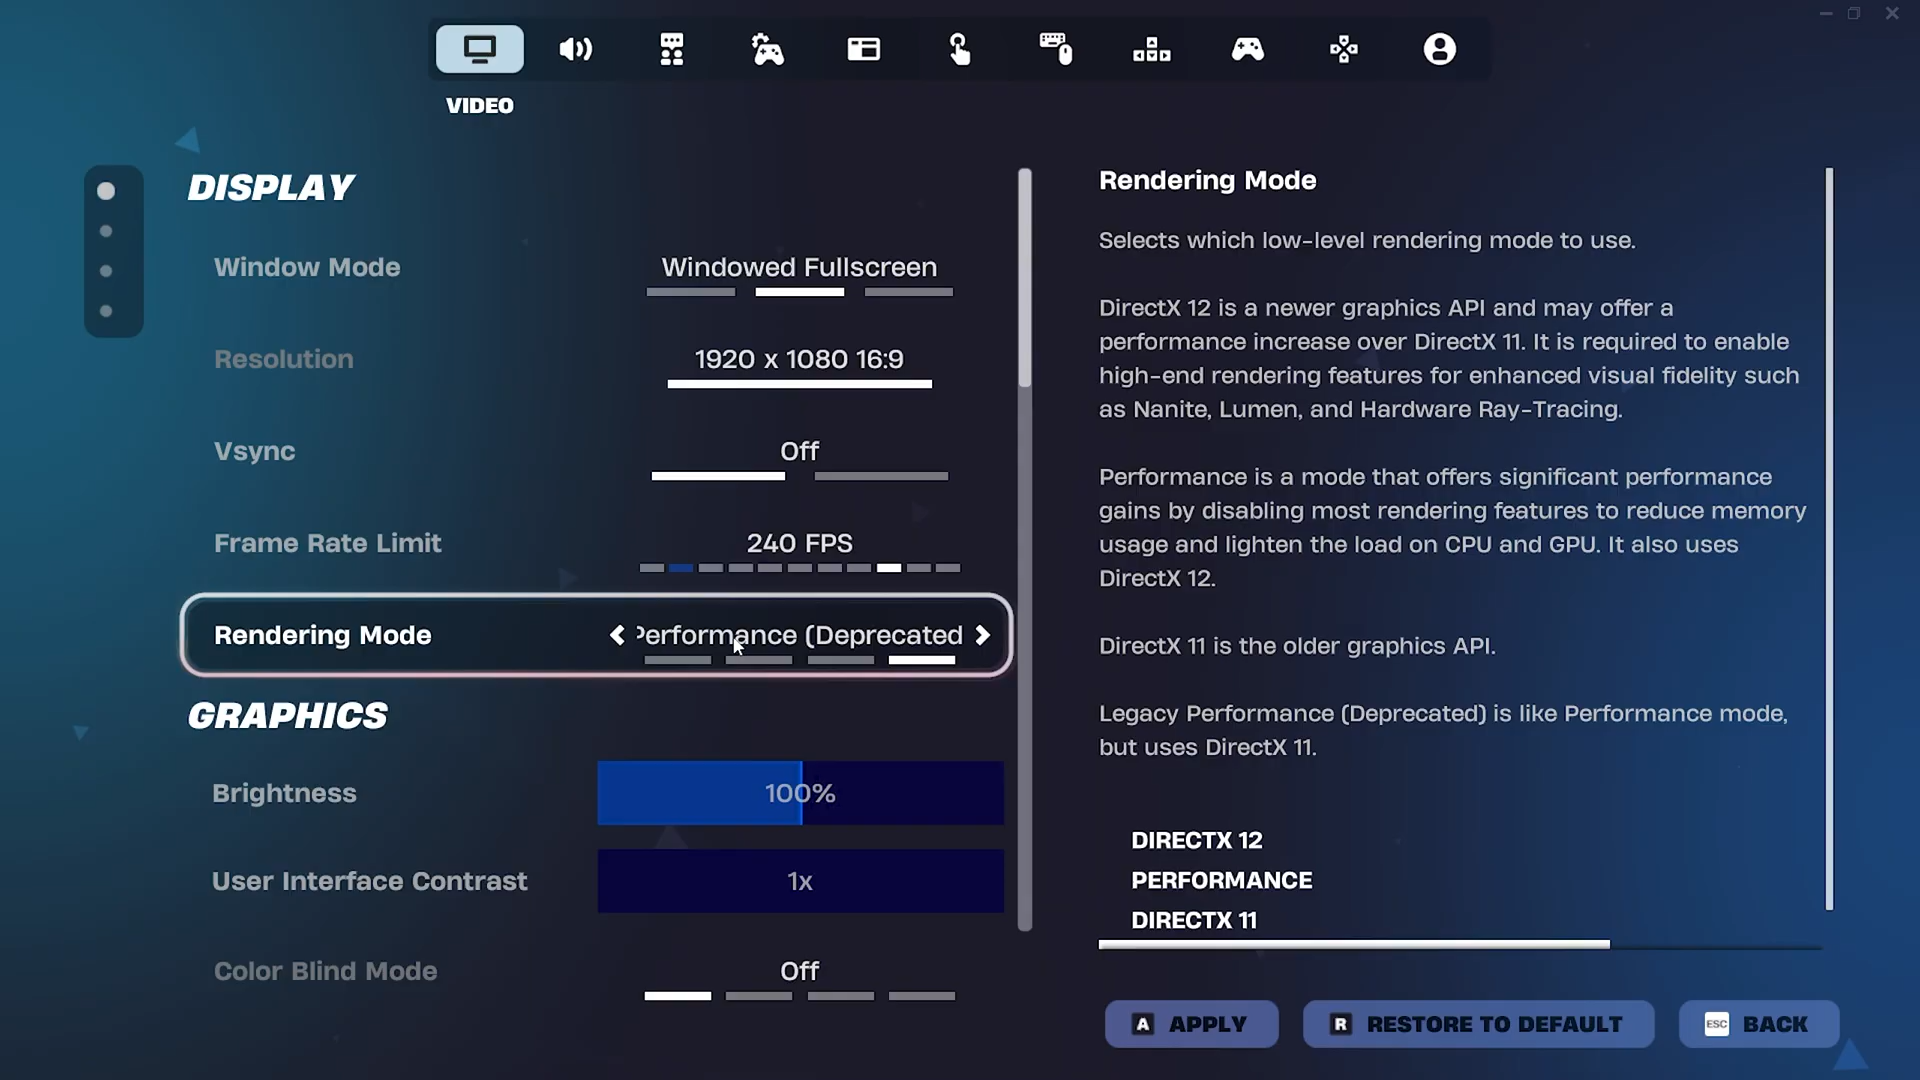 VIDEO
DISPLAY
Window Mode
Windowed Fullscreen
Resolution
1920 x 1080 16:9
Vsync
Off
Frame Rate Limit
240 FPS
Rendering Mode
Performance (Deprecated
GRAPHICS
Brightness
100%
User Interface Contrast
1x
Color Blind Mode
Off
Rendering Mode
Selects which low-level rendering mode to use.
DirectX 12 is a newer graphics API and may offer a
performance increase over DirectX 11. It is required to enable
high-end rendering features for enhanced visual fidelity such
as Nanite, Lumen, and Hardware Ray-Tracing.
Performance is a mode that offers significant performance
gains by disabling most rendering features to reduce memory
usage and lighten the load on CPU and GPU. It also uses
DirectX 12.
DirectX 11 is the older graphics API.
Legacy Performance (Deprecated) is like Performance mode,
but uses DirectX 11.
DIRECTX 12
PERFORMANCE
DIRECTX 11
A APPLY
R RESTORE TO DEFAULT
ESC BACK